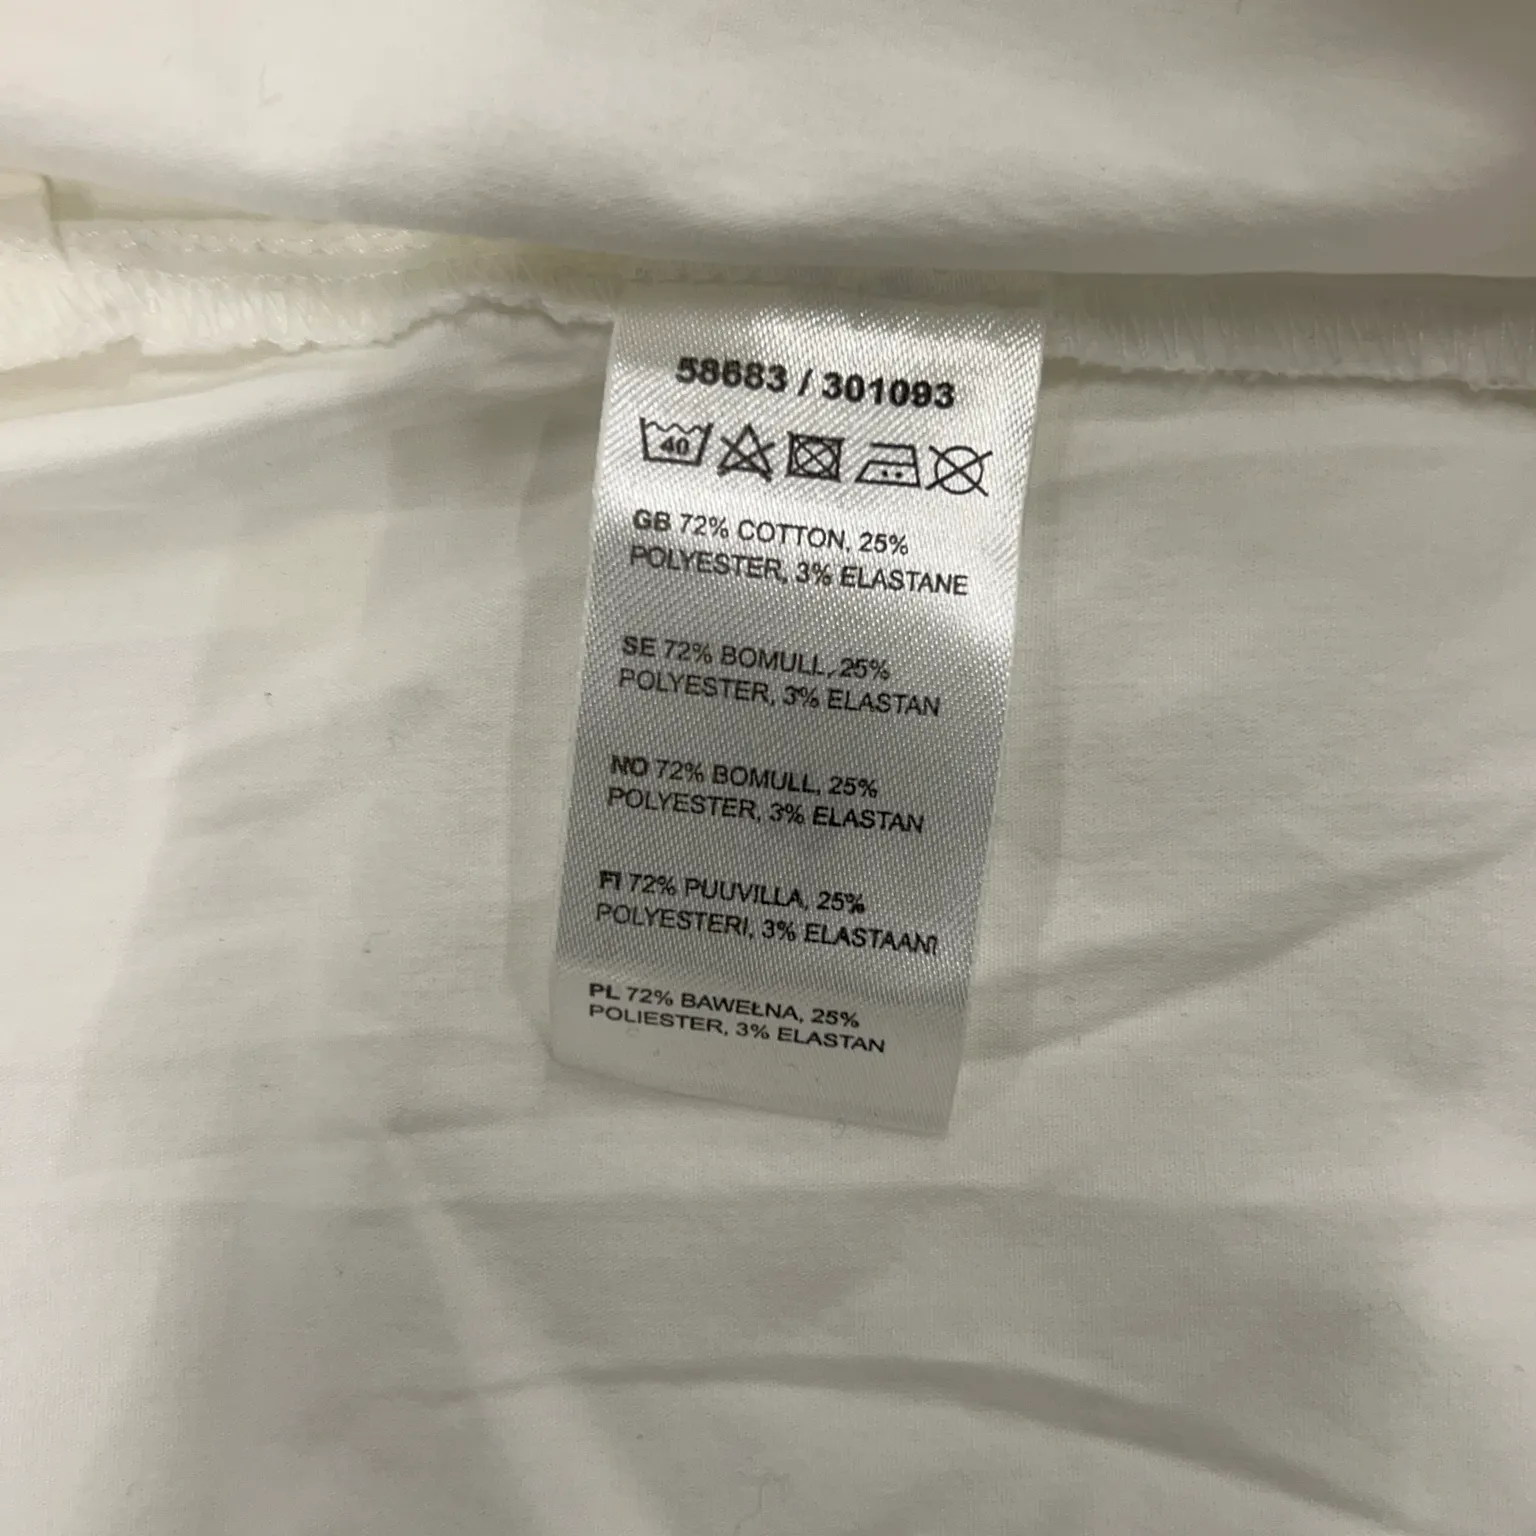 58683 / 301093
40
GB 72% COTTON, 25%
POLYESTER, 3% ELASTANE
SE 72% BOMULL, 25%
POLYESTER, 3% ELASTAN
NO 72% BOMULL, 25%
POLYESTER, 3% ELASTAN
FI 72% PUUVILLA, 25%
POLYESTERI, 3% ELASTAANI
PL 72% BAWEŁNA, 25%
POLIESTER, 3% ELASTAN